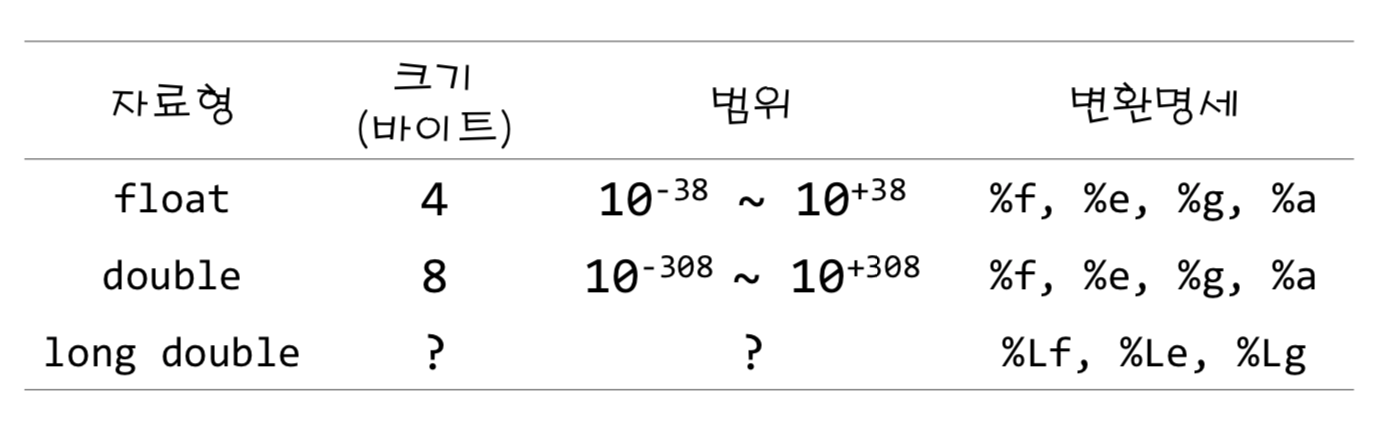 자료형 크기 (바이트) 범위 변환명세
float 4 10⁻³⁸ ~ 10⁺³⁸ %f, %e, %g, %a
double 8 10⁻³⁰⁸ ~ 10⁺³⁰⁸ %f, %e, %g, %a
long double ? ? %Lf, %Le, %Lg